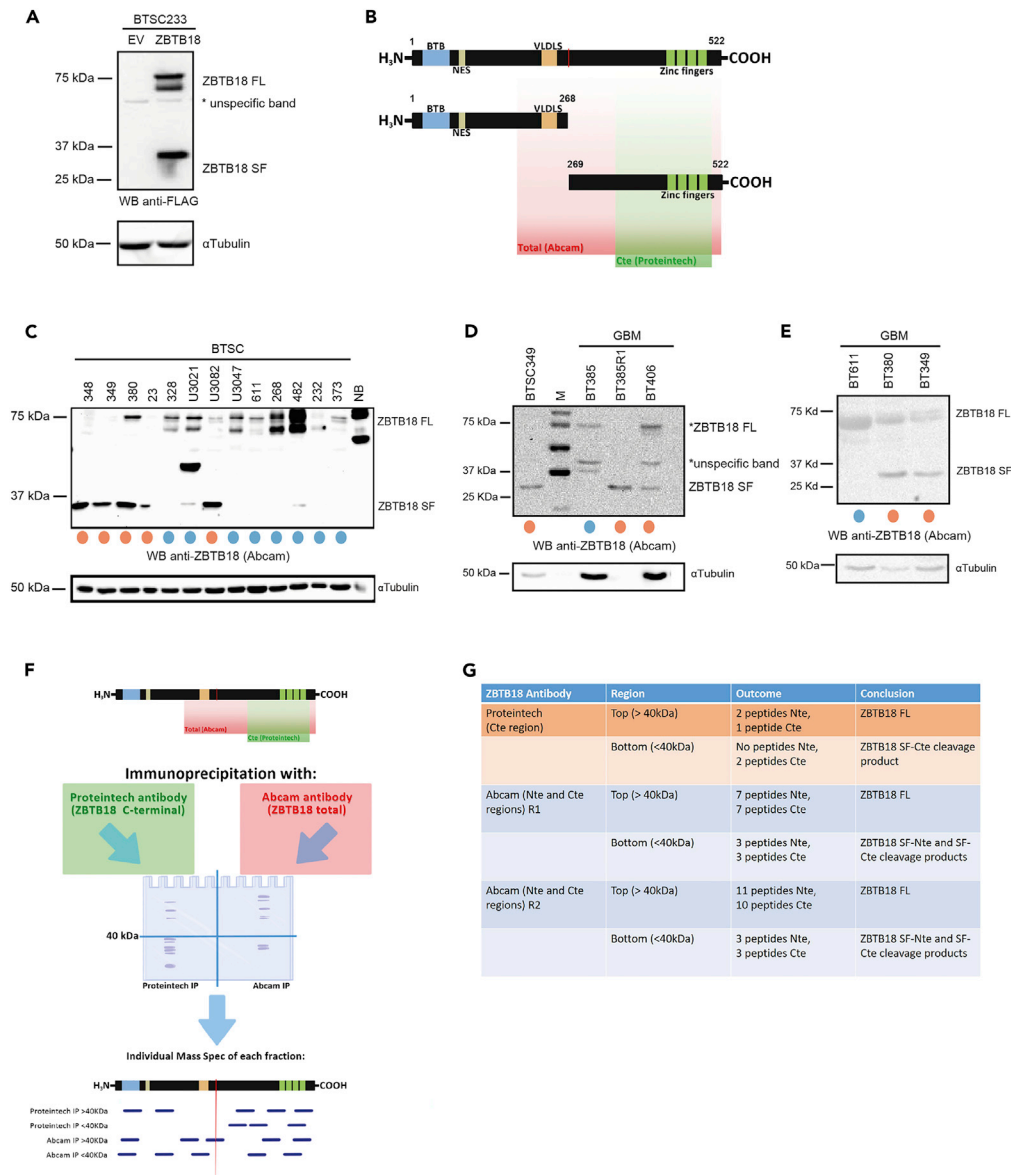 A
BTSC233
EV ZBTB18
75 kDa
ZBTB18 FL
* unspecific band
37 kDa
ZBTB18 SF
25 kDa
WB anti-FLAG
50 kDa
αTubulin
B
1
522
BTB
VLDLS
H₃N
COOH
NES
Zinc fingers
1
268
BTB
VLDLS
H₃N
NES
269
522
COOH
Zinc fingers
Total (Abcam)
Cte (Proteintech)
C
BTSC
348 349 380 23 328 U3021 U3082 U3047 611 268 482 232 373 NB
75 kDa
ZBTB18 FL
37 kDa
ZBTB18 SF
WB anti-ZBTB18 (Abcam)
50 kDa
αTubulin
D
GBM
BTSC349 M BT385 BT385R1 BT406
75 kDa
*ZBTB18 FL
37 kDa
*unspecific band
25 KDa
ZBTB18 SF
WB anti-ZBTB18 (Abcam)
50 kDa
αTubulin
E
GBM
BT611 BT380 BT349
75 Kd
ZBTB18 FL
37 Kd
ZBTB18 SF
25 Kd
WB anti-ZBTB18 (Abcam)
50 kDa
αTubulin
F
H₃N
COOH
Total (Abcam)
Cte (Proteintech)
Immunoprecipitation with:
Proteintech antibody
(ZBTB18 C-terminal)
Abcam antibody
(ZBTB18 total)
40 kDa
Proteintech IP
Abcam IP
Individual Mass Spec of each fraction:
H₃N
COOH
Proteintech IP >40KDa
Proteintech IP <40KDa
Abcam IP >40KDa
Abcam IP <40KDa
G
ZBTB18 Antibody Region Outcome Conclusion
Proteintech Top (> 40kDa) 2 peptides Nte, ZBTB18 FL
(Cte region) 1 peptide Cte
Bottom (<40kDa) No peptides Nte, ZBTB18 SF-Cte cleavage
2 peptides Cte product
Abcam (Nte and Cte Top (> 40kDa) 7 peptides Nte, ZBTB18 FL
regions) R1 7 peptides Cte
Bottom (<40kDa) 3 peptides Nte, ZBTB18 SF-Nte and SF-
3 peptides Cte Cte cleavage products
Abcam (Nte and Cte Top (> 40kDa) 11 peptides Nte, ZBTB18 FL
regions) R2 10 peptides Cte
Bottom (<40kDa) 3 peptides Nte, ZBTB18 SF-Nte and SF-
3 peptides Cte Cte cleavage products